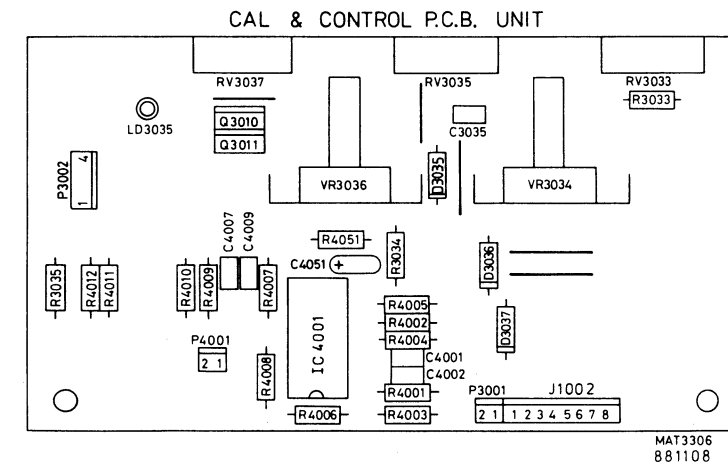 CAL & CONTROL P.C.B. UNIT
RV3037
RV3035
RV3033
R3033
LD3035
Q3010
Q3011
C3035
P3002
4
1
VR3036
D3035
VR3034
C4007
C4009
R4051
C4051
+
R3034
D3036
R3035
R4012
R4011
R4010
R4009
R4007
IC4001
R4005
R4002
R4004
D3037
P4001
2 1
R4008
C4001
C4002
R4001
P3001
J1002
R4006
R4003
2 1
1 2 3 4 5 6 7 8
MAT3306
881108